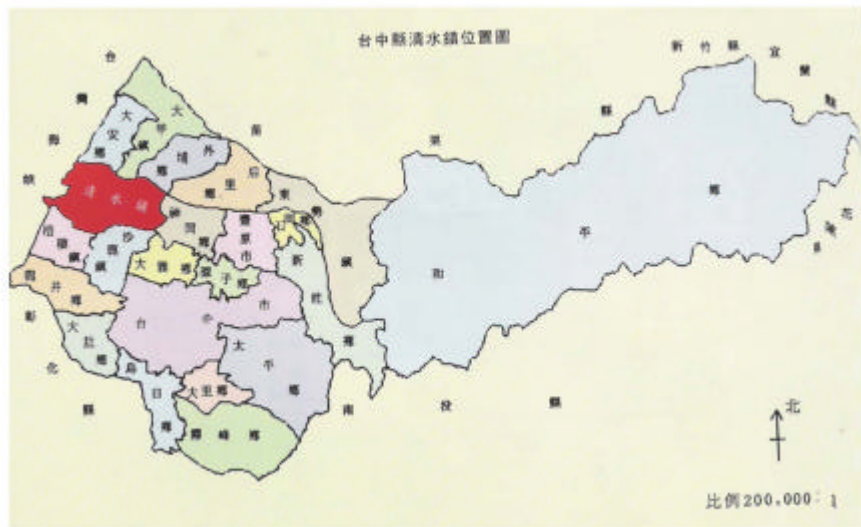 台中縣清水鎮位置圖
新竹縣
宜蘭縣
花蓮縣
台灣海峽
苗栗縣
彰化縣
南投縣
大甲鎮
大安鄉
外埔鄉
后里鄉
清水鎮
東勢鎮
神岡鄉
豐原市
石岡鄉
梧棲鎮
沙鹿鎮
大雅鄉
潭子鄉
新社鄉
和平鄉
龍井鄉
台中市
大肚鄉
太平鄉
烏日鄉
大里鄉
霧峰鄉
北
比例200,000：1